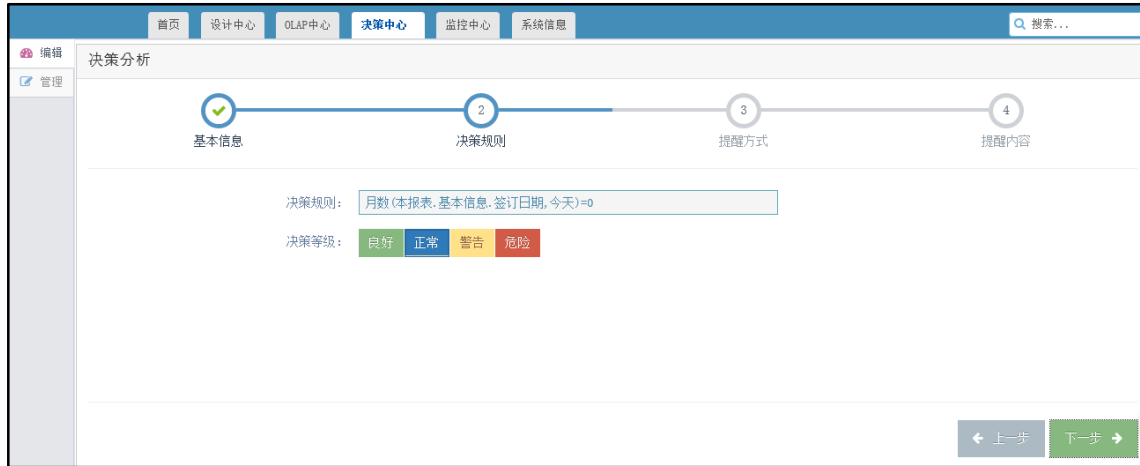 首页 设计中心 OLAP中心 决策中心 监控中心 系统信息 搜索...
编辑
管理
决策分析
2 3 4
基本信息 决策规则 提醒方式 提醒内容
决策规则: 月数(本报表.基本信息.签订日期,今天)=0
决策等级: 良好 正常 警告 危险
上一步 下一步